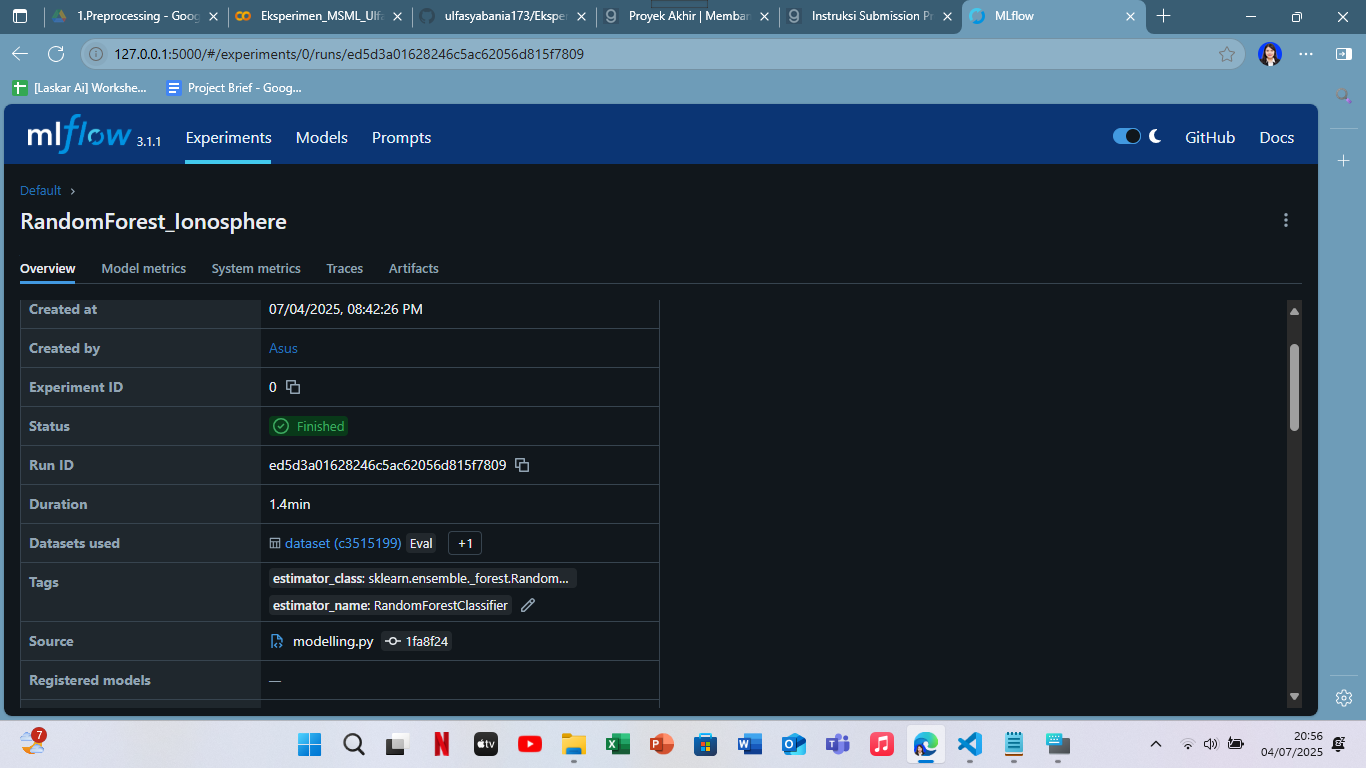 1.Preprocessing - Goog
Eksperimen_MSML_Ulfa
ulfasyabania173/Eksper
Proyek Akhir | Memban
Instruksi Submission Pr
MLflow
127.0.0.1:5000/#/experiments/0/runs/ed5d3a01628246c5ac62056d815f7809
[Laskar Ai] Workshe...
Project Brief - Goog...
mlflow 3.1.1
Experiments
Models
Prompts
GitHub
Docs
Default
RandomForest_Ionosphere
Overview
Model metrics
System metrics
Traces
Artifacts
Created at 07/04/2025, 08:42:26 PM
Created by Asus
Experiment ID 0
Status Finished
Run ID ed5d3a01628246c5ac62056d815f7809
Duration 1.4min
Datasets used dataset (c3515199) Eval +1
Tags estimator_class: sklearn.ensemble._forest.Random...
estimator_name: RandomForestClassifier
Source modelling.py 1fa8f24
Registered models —
7
tv
20:56
04/07/2025